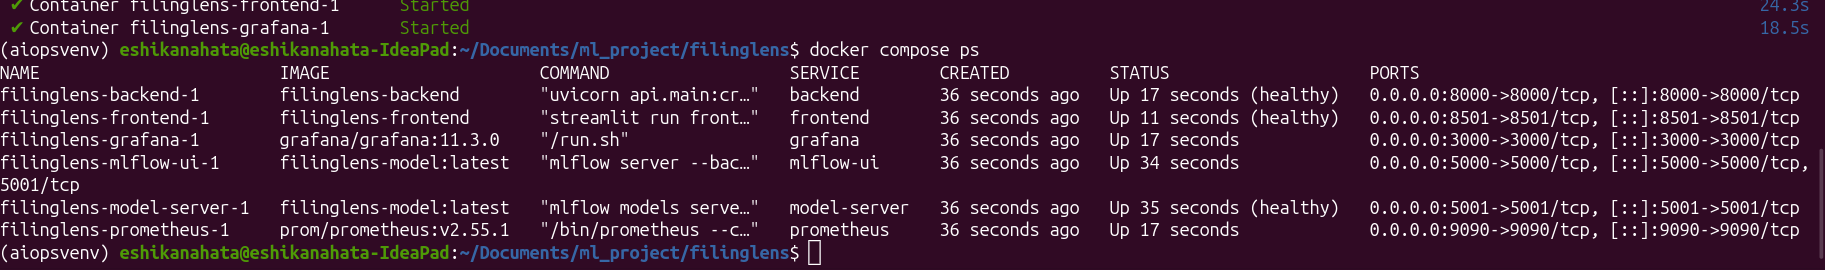 ✔ Container filinglens-frontend-1 Started 24.3s
✔ Container filinglens-grafana-1 Started 18.5s
(aiopsvenv) eshikanahata@eshikanahata-IdeaPad:~/Documents/ml_project/filinglens$ docker compose ps
NAME IMAGE COMMAND SERVICE CREATED STATUS PORTS
filinglens-backend-1 filinglens-backend "uvicorn api.main:cr…" backend 36 seconds ago Up 17 seconds (healthy) 0.0.0.0:8000->8000/tcp, [::]:8000->8000/tcp
filinglens-frontend-1 filinglens-frontend "streamlit run front…" frontend 36 seconds ago Up 11 seconds (healthy) 0.0.0.0:8501->8501/tcp, [::]:8501->8501/tcp
filinglens-grafana-1 grafana/grafana:11.3.0 "/run.sh" grafana 36 seconds ago Up 17 seconds 0.0.0.0:3000->3000/tcp, [::]:3000->3000/tcp
filinglens-mlflow-ui-1 filinglens-model:latest "mlflow server --bac…" mlflow-ui 36 seconds ago Up 34 seconds 0.0.0.0:5000->5000/tcp, [::]:5000->5000/tcp,
5001/tcp
filinglens-model-server-1 filinglens-model:latest "mlflow models serve…" model-server 36 seconds ago Up 35 seconds (healthy) 0.0.0.0:5001->5001/tcp, [::]:5001->5001/tcp
filinglens-prometheus-1 prom/prometheus:v2.55.1 "/bin/prometheus --c…" prometheus 36 seconds ago Up 17 seconds 0.0.0.0:9090->9090/tcp, [::]:9090->9090/tcp
(aiopsvenv) eshikanahata@eshikanahata-IdeaPad:~/Documents/ml_project/filinglens$